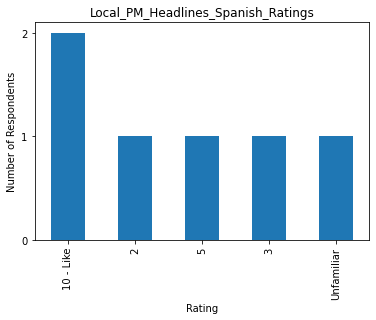 Local_PM_Headlines_Spanish_Ratings
Number of Respondents
2
1
0
10 - Like
2
5
3
Unfamiliar
Rating